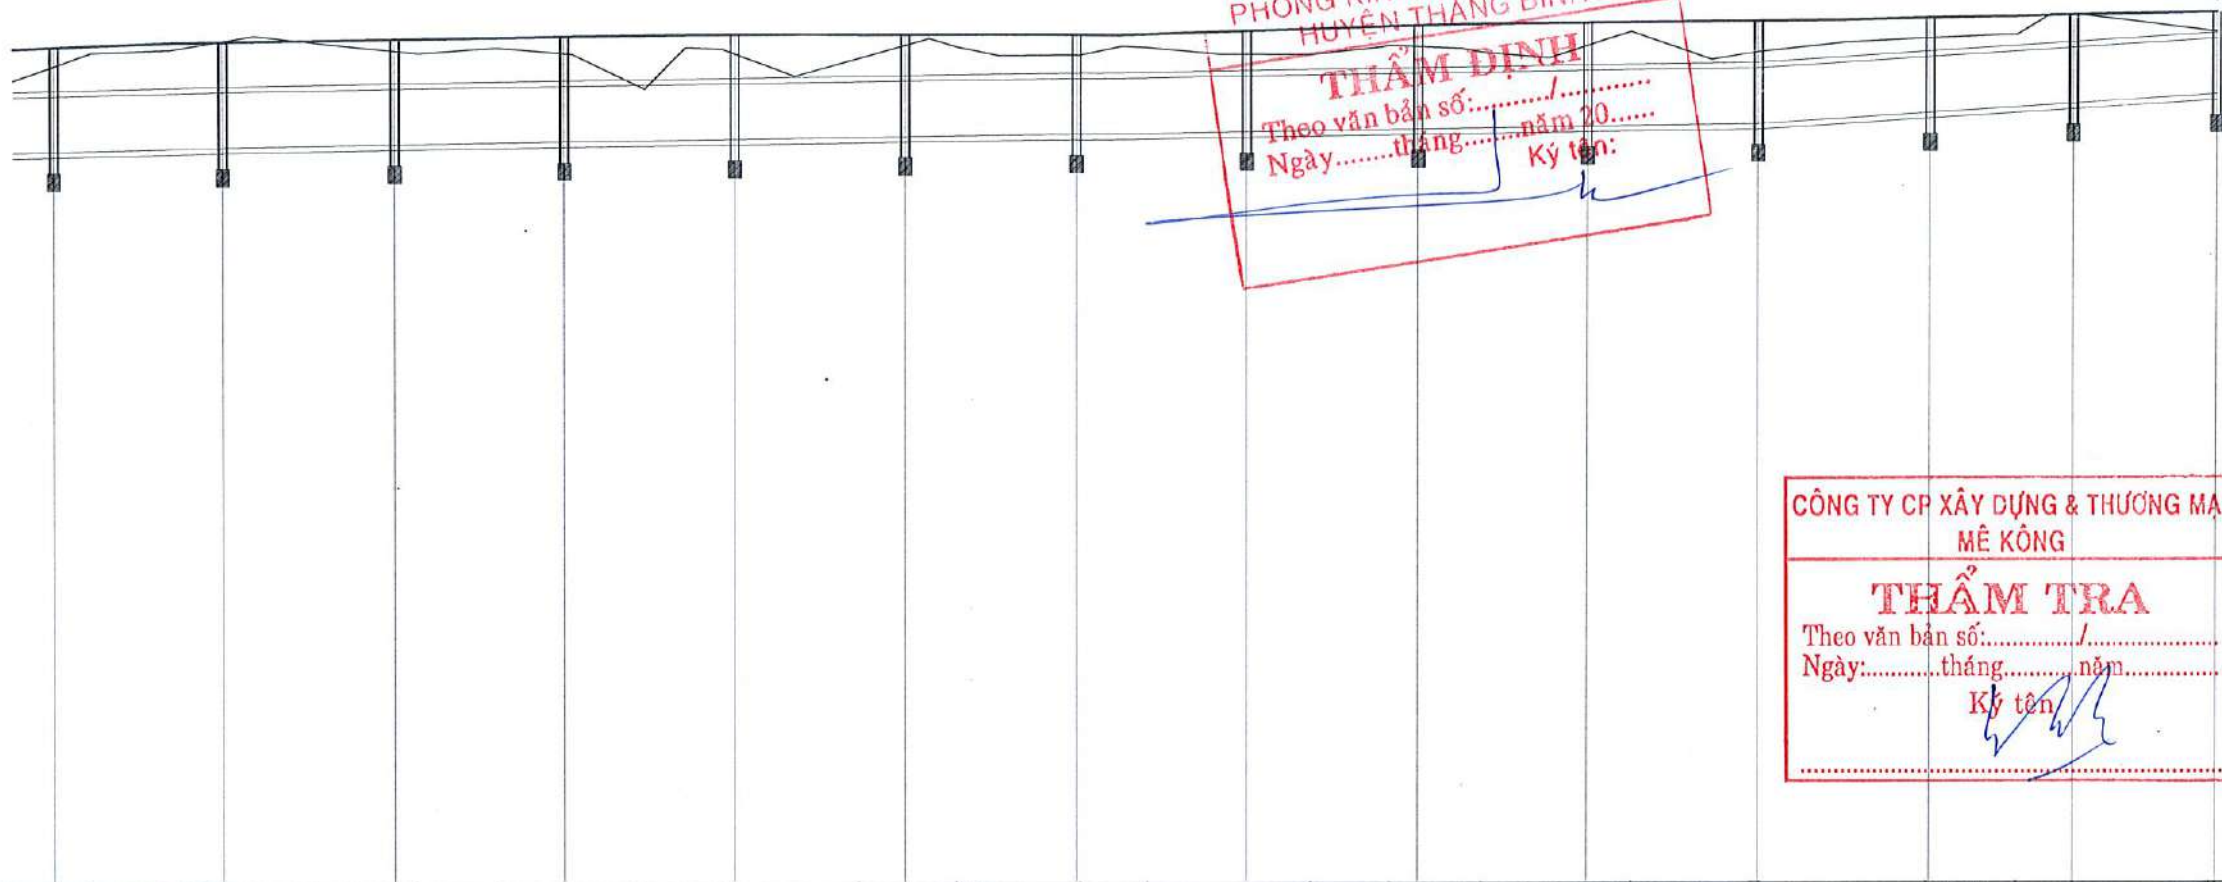 PHÒNG
HUYỆN THĂNG BÌNH
THẨM ĐỊNH
Theo văn bản số:........../............
Ngày........tháng........năm 20......
Ký tên:
CÔNG TY CP XÂY DỰNG & THƯƠNG MẠ
MÊ KÔNG
THẨM TRA
Theo văn bản số:............../....................
Ngày:...........tháng...........năm..............
Ký tên